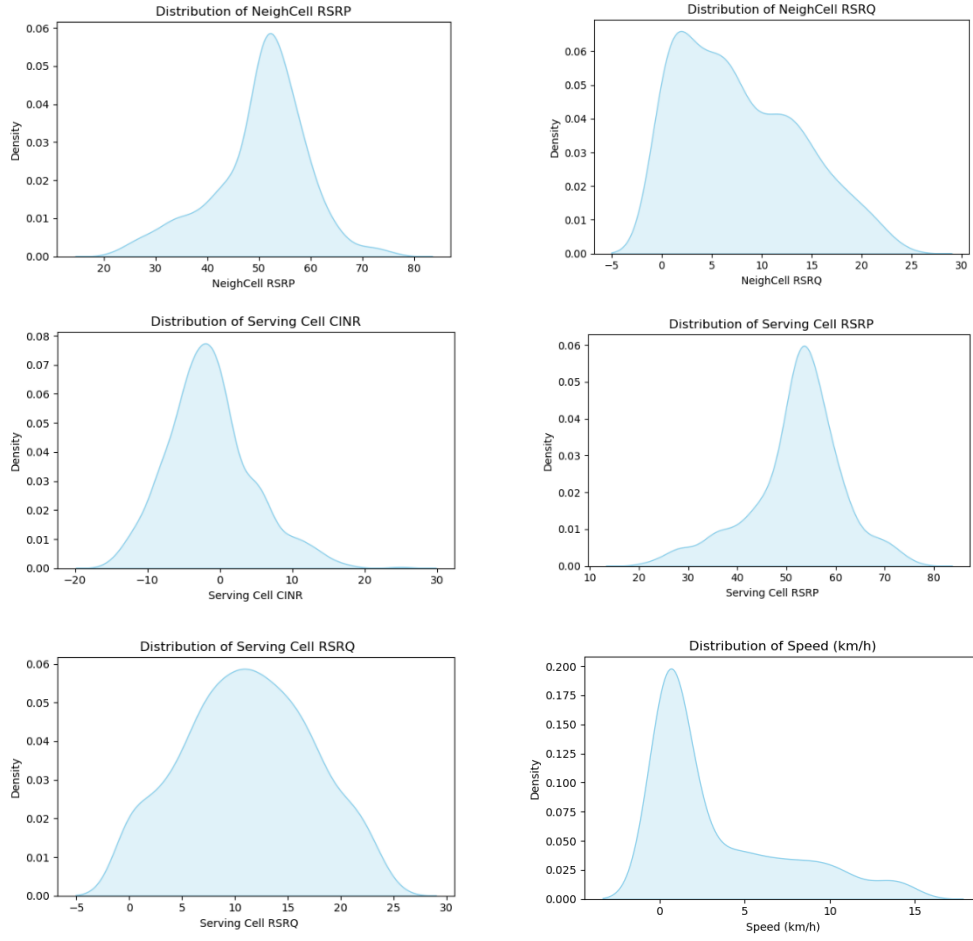 Distribution of NeighCell RSRP
0.06
0.05
0.04
0.03
0.02
0.01
0.00
Density
20 30 40 50 60 70 80
NeighCell RSRP
Distribution of NeighCell RSRQ
0.06
0.05
0.04
0.03
0.02
0.01
0.00
Density
−5 0 5 10 15 20 25 30
NeighCell RSRQ
Distribution of Serving Cell CINR
0.08
0.07
0.06
0.05
0.04
0.03
0.02
0.01
0.00
Density
−20 −10 0 10 20 30
Serving Cell CINR
Distribution of Serving Cell RSRP
0.06
0.05
0.04
0.03
0.02
0.01
0.00
Density
10 20 30 40 50 60 70 80
Serving Cell RSRP
Distribution of Serving Cell RSRQ
0.06
0.05
0.04
0.03
0.02
0.01
0.00
Density
−5 0 5 10 15 20 25 30
Serving Cell RSRQ
Distribution of Speed (km/h)
0.200
0.175
0.150
0.125
0.100
0.075
0.050
0.025
0.000
Density
0 5 10 15
Speed (km/h)